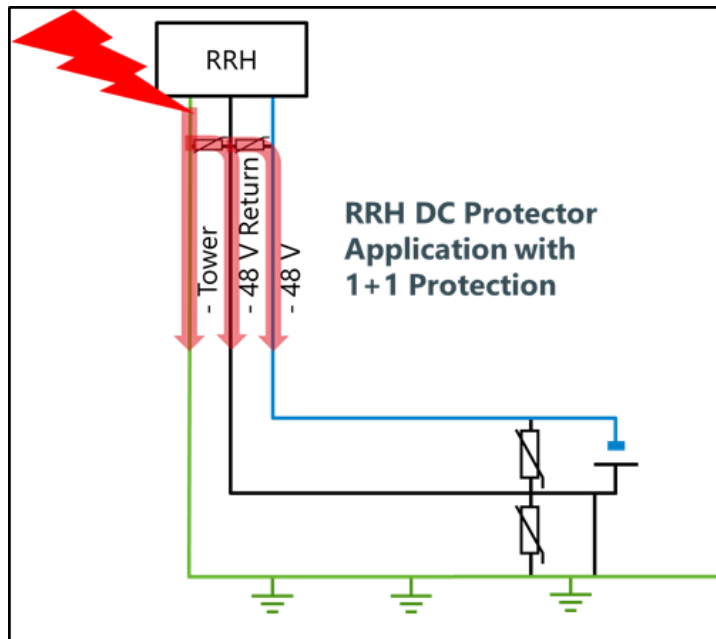 RRH
- Tower
- 48 V Return
- 48 V
RRH DC Protector
Application with
1+1 Protection